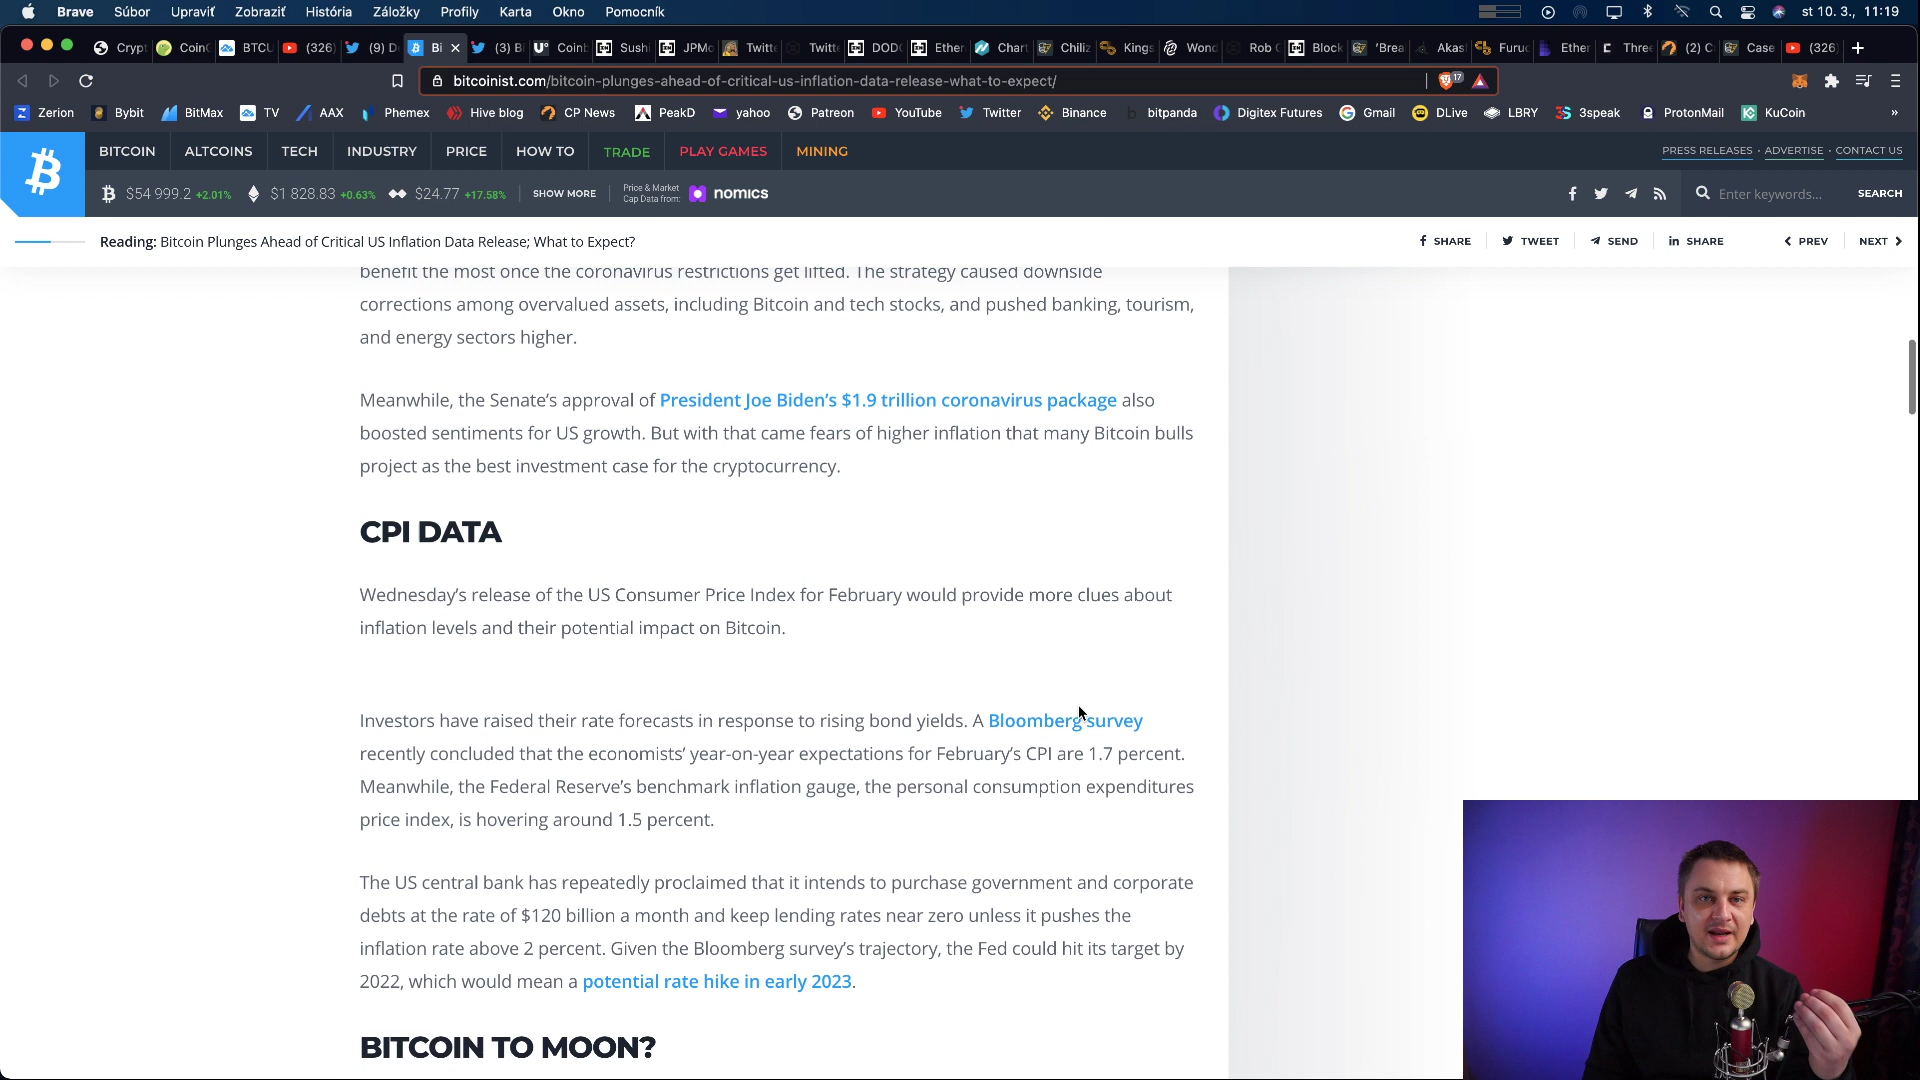 Brave Súbor Upraviť Zobraziť História Záložky Profily Karta Okno Pomocník st 10. 3., 11:19
Crypt CoinG BTCU (326) (9) D Bi (3) B Coinb Sushi JPMo Twitt Twitt DOD Ether Chart Chiliz Kings Wond Rob Block 'Brea Akas Furuc Ether Three (2) C Case (326)
bitcoinist.com/bitcoin-plunges-ahead-of-critical-us-inflation-data-release-what-to-expect/ 17
Zerion Bybit BitMax TV AAX Phemex Hive blog CP News PeakD yahoo Patreon YouTube Twitter Binance bitpanda Digitex Futures Gmail DLive LBRY 3speak ProtonMail KuCoin »
BITCOIN ALTCOINS TECH INDUSTRY PRICE HOW TO TRADE PLAY GAMES MINING PRESS RELEASES · ADVERTISE · CONTACT US
$54 999.2 +2.01% $1 828.83 +0.63% $24.77 +17.58% SHOW MORE Price & Market Cap Data from: nomics Enter keywords... SEARCH
Reading: Bitcoin Plunges Ahead of Critical US Inflation Data Release; What to Expect? SHARE TWEET SEND SHARE PREV NEXT
benefit the most once the coronavirus restrictions get lifted. The strategy caused downside
corrections among overvalued assets, including Bitcoin and tech stocks, and pushed banking, tourism,
and energy sectors higher.
Meanwhile, the Senate's approval of President Joe Biden's $1.9 trillion coronavirus package also
boosted sentiments for US growth. But with that came fears of higher inflation that many Bitcoin bulls
project as the best investment case for the cryptocurrency.
CPI DATA
Wednesday's release of the US Consumer Price Index for February would provide more clues about
inflation levels and their potential impact on Bitcoin.
Investors have raised their rate forecasts in response to rising bond yields. A Bloomberg survey
recently concluded that the economists' year-on-year expectations for February's CPI are 1.7 percent.
Meanwhile, the Federal Reserve's benchmark inflation gauge, the personal consumption expenditures
price index, is hovering around 1.5 percent.
The US central bank has repeatedly proclaimed that it intends to purchase government and corporate
debts at the rate of $120 billion a month and keep lending rates near zero unless it pushes the
inflation rate above 2 percent. Given the Bloomberg survey's trajectory, the Fed could hit its target by
2022, which would mean a potential rate hike in early 2023.
BITCOIN TO MOON?